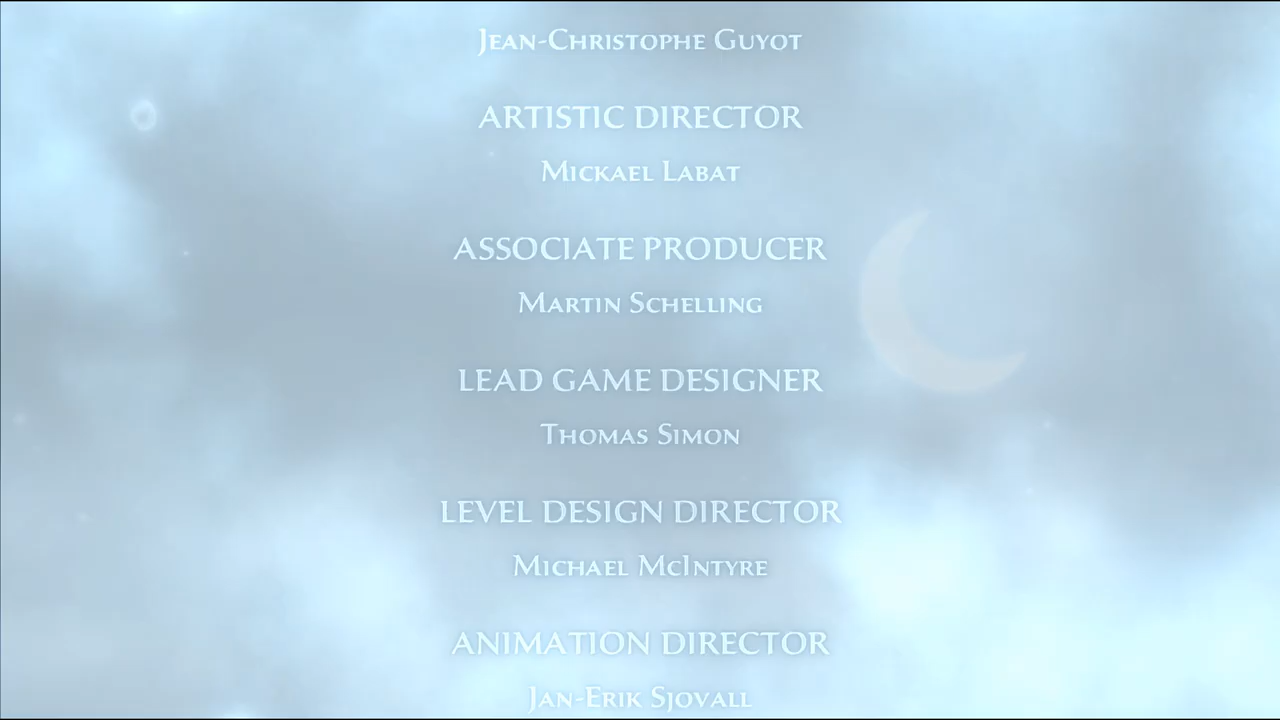 Jean-Christophe Guyot
ARTISTIC DIRECTOR
Mickael Labat
ASSOCIATE PRODUCER
Martin Schelling
LEAD GAME DESIGNER
Thomas Simon
LEVEL DESIGN DIRECTOR
Michael McIntyre
ANIMATION DIRECTOR
Jan-Erik Sjovall